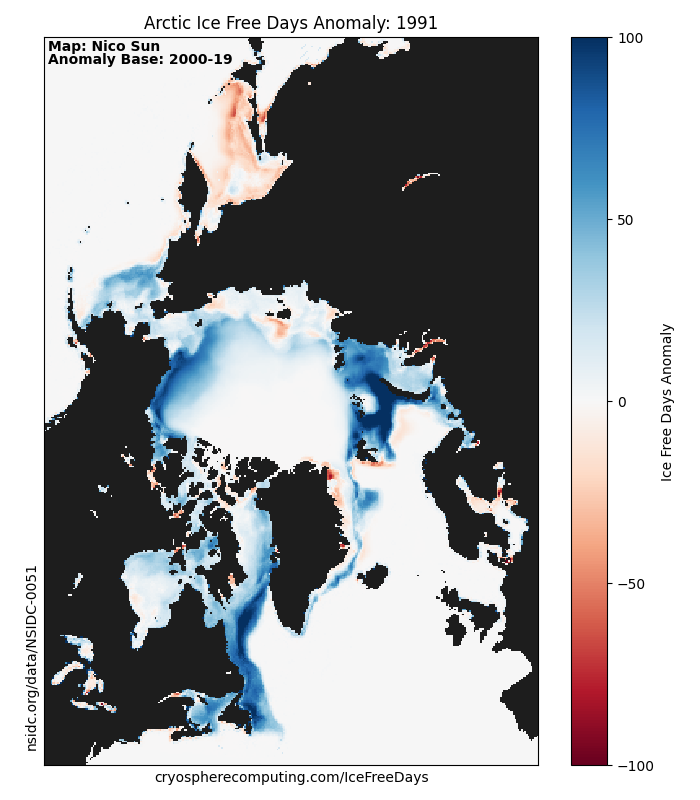 Arctic Ice Free Days Anomaly: 1991
Map: Nico Sun
Anomaly Base: 2000-19
100
50
0
−50
−100
Ice Free Days Anomaly
nsidc.org/data/NSIDC-0051
cryospherecomputing.com/IceFreeDays